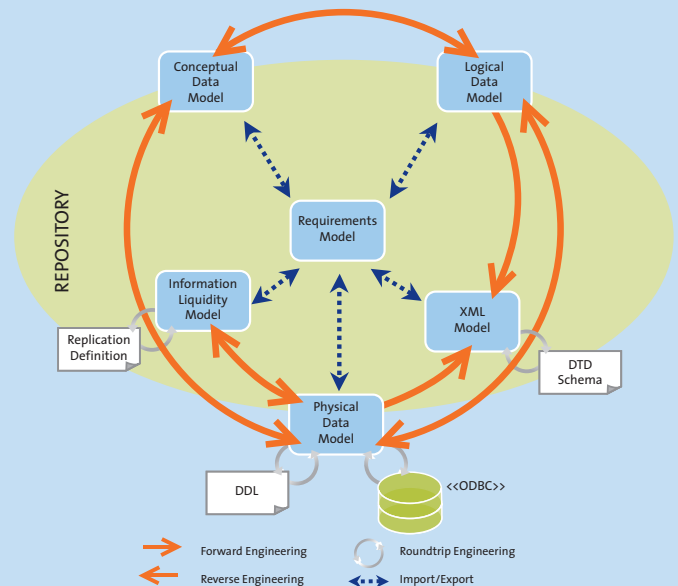 Conceptual
Data
Model
Logical
Data
Model
REPOSITORY
Requirements
Model
Information
Liquidity
Model
XML
Model
Replication
Definition
DTD
Schema
Physical
Data
Model
DDL
<<ODBC>>
Forward Engineering
Roundtrip Engineering
Reverse Engineering
Import/Export